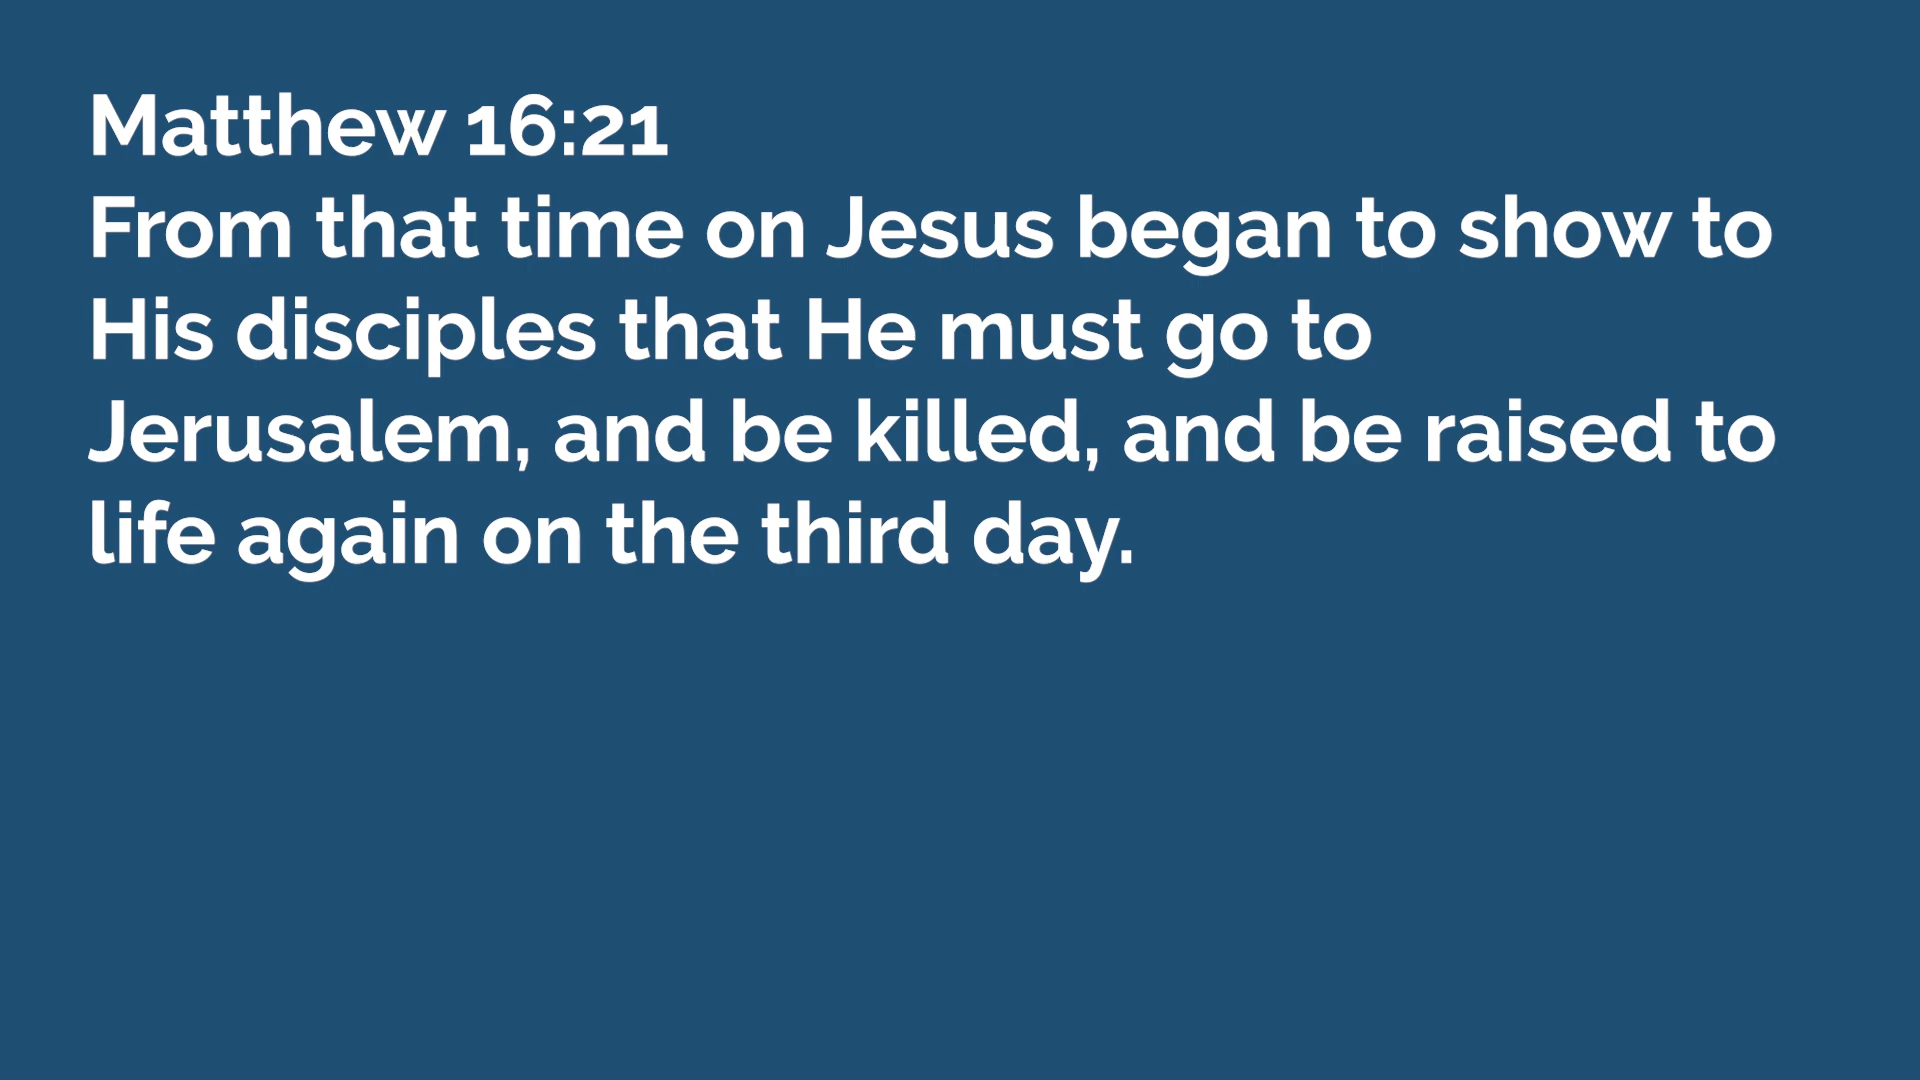 Matthew 16:21
From that time on Jesus began to show to
His disciples that He must go to
Jerusalem, and be killed, and be raised to
life again on the third day.